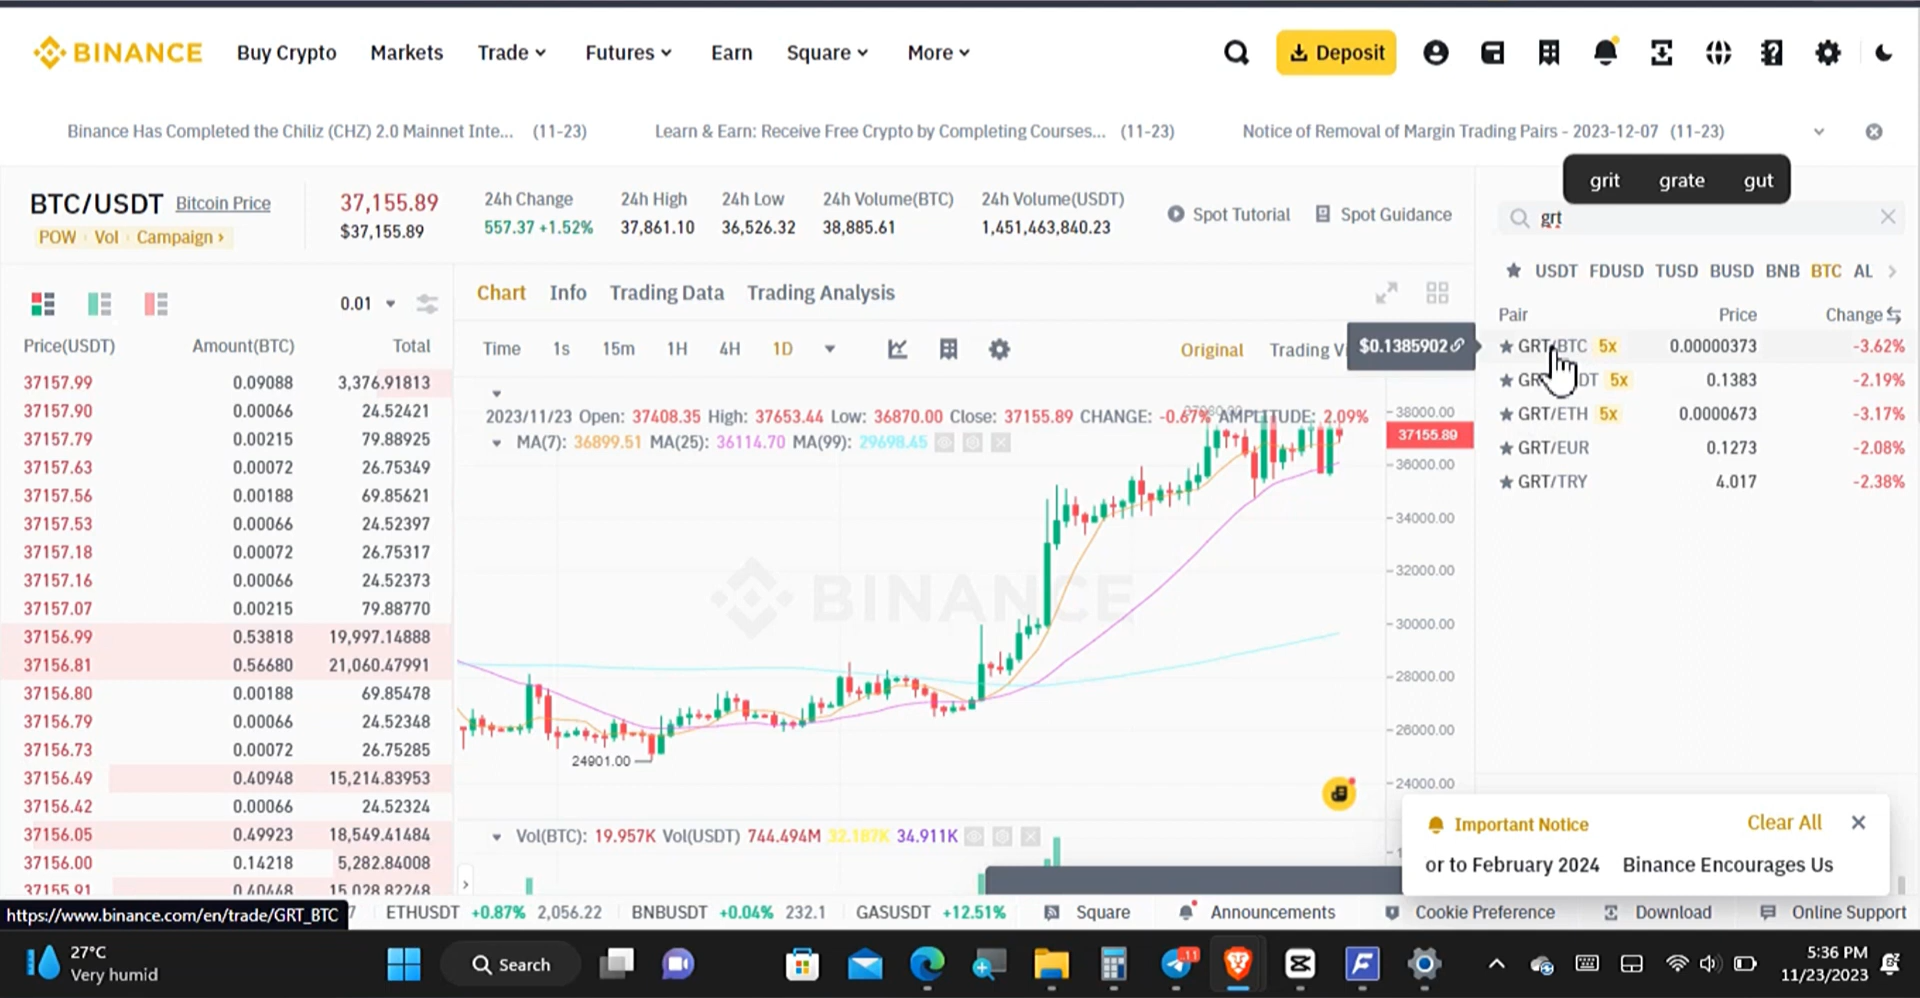 BINANCE Buy Crypto Markets Trade Futures Earn Square More Deposit
Binance Has Completed the Chiliz (CHZ) 2.0 Mainnet Inte... (11-23) Learn & Earn: Receive Free Crypto by Completing Courses... (11-23) Notice of Removal of Margin Trading Pairs - 2023-12-07 (11-23)
grit grate gut
BTC/USDT Bitcoin Price
POW Vol Campaign ›
37,155.89
$37,155.89
24h Change
557.37 +1.52%
24h High
37,861.10
24h Low
36,526.32
24h Volume(BTC)
38,885.61
24h Volume(USDT)
1,451,463,840.23
Spot Tutorial Spot Guidance
grt
USDT FDUSD TUSD BUSD BNB BTC AL
Pair Price Change
GRT/BTC 5x 0.00000373 -3.62%
5x 0.1383 -2.19%
GRT/ETH 5x 0.0000673 -3.17%
GRT/EUR 0.1273 -2.08%
GRT/TRY 4.017 -2.38%
$0.1385902
0.01
Price(USDT) Amount(BTC) Total
37157.99 0.09088 3,376.91813
37157.90 0.00066 24.52421
37157.79 0.00215 79.88925
37157.63 0.00072 26.75349
37157.56 0.00188 69.85621
37157.53 0.00066 24.52397
37157.18 0.00072 26.75317
37157.16 0.00066 24.52373
37157.07 0.00215 79.88770
37156.99 0.53818 19,997.14888
37156.81 0.56680 21,060.47991
37156.80 0.00188 69.85478
37156.79 0.00066 24.52348
37156.73 0.00072 26.75285
37156.49 0.40948 15,214.83953
37156.42 0.00066 24.52324
37156.05 0.49923 18,549.41484
37156.00 0.14218 5,282.84008
37155.91 0.40448 15,028.82248
Chart Info Trading Data Trading Analysis
Time 1s 15m 1H 4H 1D Original Trading V
2023/11/23 Open: 37408.35 High: 37653.44 Low: 36870.00 Close: 37155.89 CHANGE: -0.67% AMPLITUDE: 2.09%
MA(7): 36899.51 MA(25): 36114.70 MA(99): 29698.45
38000.00
37155.89
36000.00
34000.00
32000.00
30000.00
28000.00
26000.00
24000.00
BINANCE
24901.00
Vol(BTC): 19.957K Vol(USDT) 744.494M 32.187K 34.911K
Important Notice Clear All
or to February 2024 Binance Encourages Us
https://www.binance.com/en/trade/GRT_BTC
7 ETHUSDT +0.87% 2,056.22 BNBUSDT +0.04% 232.1 GASUSDT +12.51% Square Announcements Cookie Preference Download Online Support
27°C
Very humid
Search
11
5:36 PM
11/23/2023